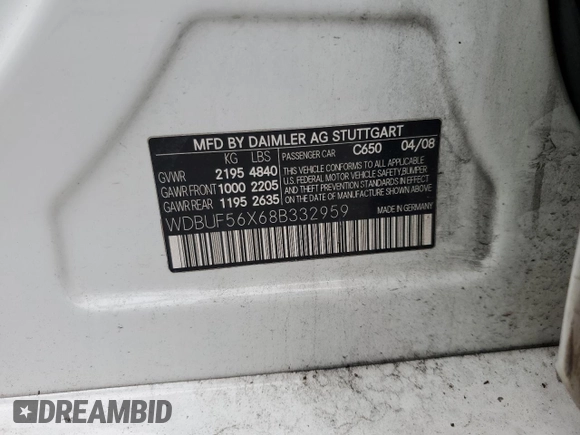 MFD BY DAIMLER AG STUTTGART
KG LBS PASSENGER CAR C650 04/08
GVWR 2195 4840 THIS VEHICLE CONFORMS TO ALL APPLICABLE
GAWR FRONT 1000 2205 U.S. FEDERAL MOTOR VEHICLE SAFETY, BUMPER
GAWR REAR 1195 2635 AND THEFT PREVENTION STANDARDS IN EFFECT
ON THE DATE OF MANUFACTURE SHOWN ABOVE.
WDBUF56X68B332959
MADE IN GERMANY
DREAMBID